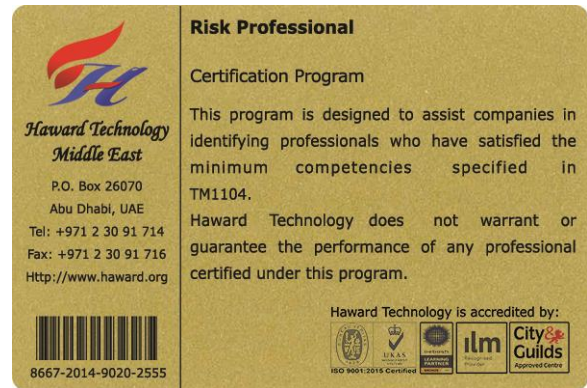 Haward Technology
Middle East
P.O. Box 26070
Abu Dhabi, UAE
Tel: +971 2 30 91 714
Fax: +971 2 30 91 716
Http://www.haward.org
8667-2014-9020-2555
Risk Professional
Certification Program
This program is designed to assist companies in
identifying professionals who have satisfied the
minimum competencies specified in
TM1104.
Haward Technology does not warrant or
guarantee the performance of any professional
certified under this program.
Haward Technology is accredited by:
UKAS
ISO 9001:2015 Certified
ilm
Recognised
Provider
City&
Guilds
Approved Centre